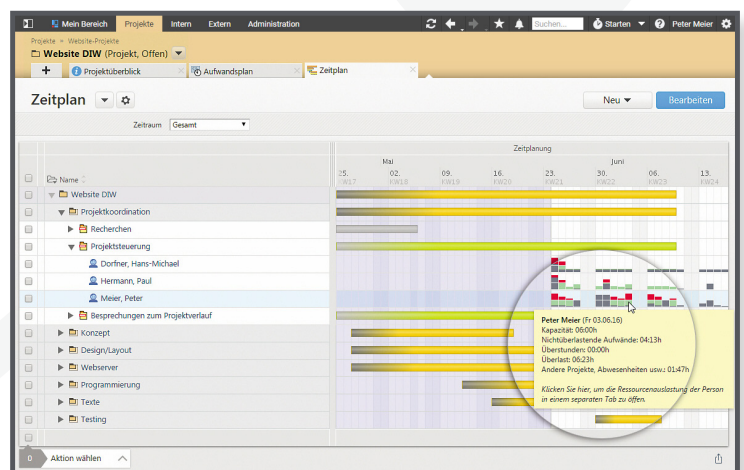 Mein Bereich Projekte Intern Extern Administration Suchen... Starten Peter Meier
Projekte » Website-Projekte
Website DIW (Projekt, Offen)
+ Projektüberblick Aufwandsplan Zeitplan
Zeitplan Neu Bearbeiten
Zeitraum Gesamt
Zeitplanung
Mai Juni
25. 02. 09. 16. 23. 30. 06. 13.
Name KW17 KW18 KW19 KW20 KW21 KW22 KW23 KW24
Website DIW
Projektkoordination
Recherchen
Projektsteuerung
Dorfner, Hans-Michael
Hermann, Paul
Meier, Peter
Besprechungen zum Projektverlauf
Konzept
Design/Layout
Webserver
Programmierung
Texte
Testing
Peter Meier (Fr 03.06.16)
Kapazität: 06:00h
Nichtüberlastende Aufwände: 04:13h
Überstunden: 00:00h
Überlast: 06:23h
Andere Projekte, Abwesenheiten usw.: 01:47h
Klicken Sie hier, um die Ressourcenauslastung der Person
in einem separaten Tab zu öffen.
0 Aktion wählen